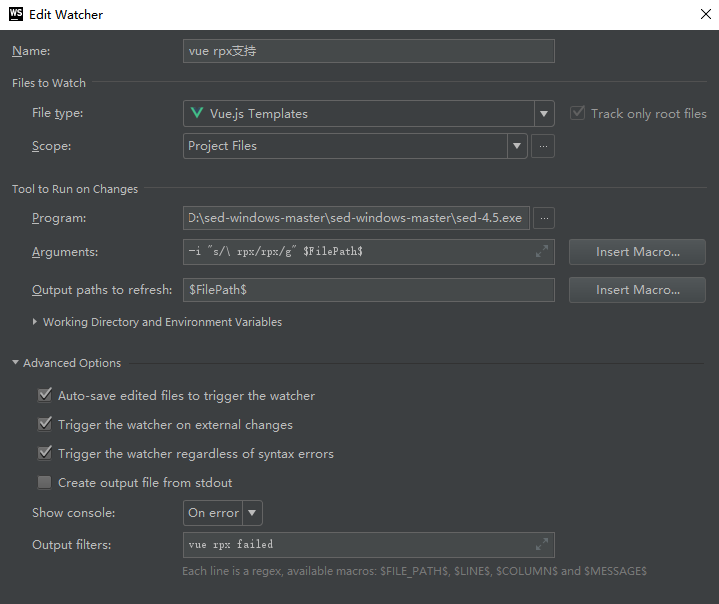 WS Edit Watcher
Name: vue rpx支持
Files to Watch
File type: Vue.js Templates Track only root files
Scope: Project Files ...
Tool to Run on Changes
Program: D:\sed-windows-master\sed-windows-master\sed-4.5.exe ...
Arguments: -i "s/\ rpx/rpx/g" $FilePath$ Insert Macro...
Output paths to refresh: $FilePath$ Insert Macro...
Working Directory and Environment Variables
Advanced Options
Auto-save edited files to trigger the watcher
Trigger the watcher on external changes
Trigger the watcher regardless of syntax errors
Create output file from stdout
Show console: On error
Output filters: vue rpx failed
Each line is a regex, available macros: $FILE_PATH$, $LINE$, $COLUMN$ and $MESSAGE$